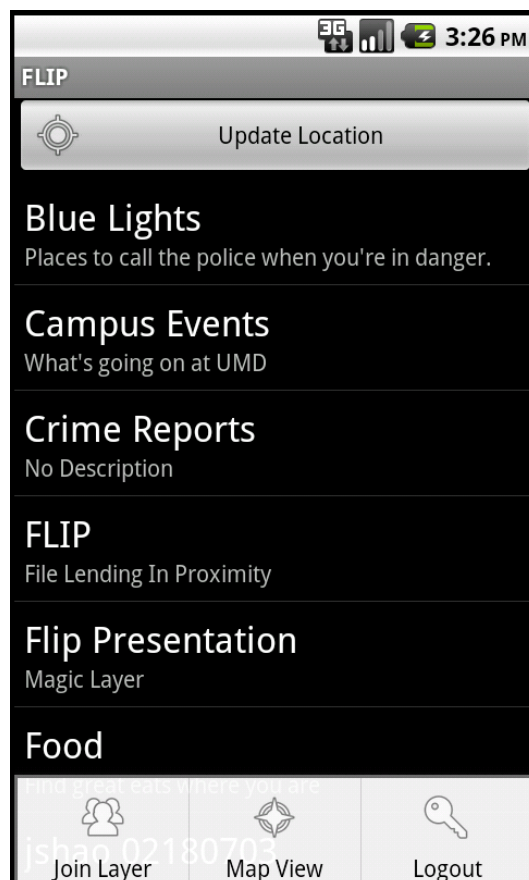 3G 3:26 PM
FLIP
Update Location
Blue Lights
Places to call the police when you're in danger.
Campus Events
What's going on at UMD
Crime Reports
No Description
FLIP
File Lending In Proximity
Flip Presentation
Magic Layer
Food
Find great eats where you are
jshao 02180703
Join Layer Map View Logout